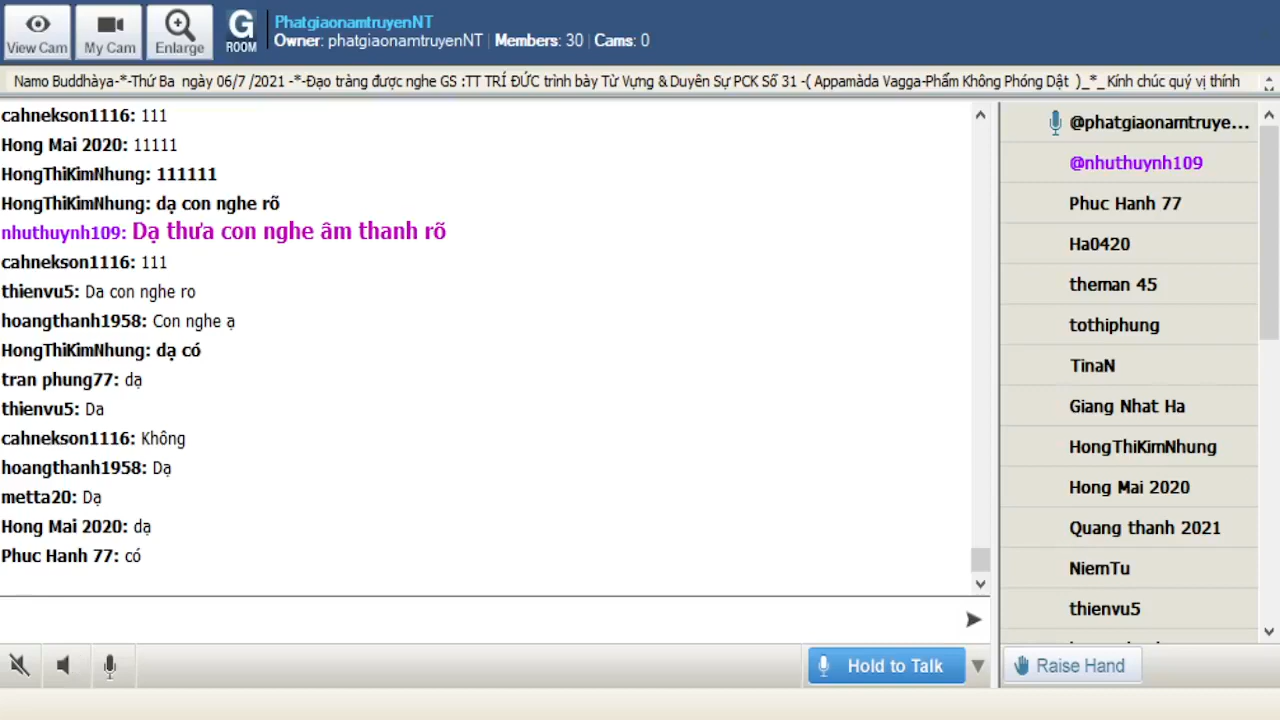 View Cam
My Cam
Enlarge
G
ROOM
PhatgiaonamtruyenNT
Owner: phatgiaonamtruyenNT | Members: 30 | Cams: 0
Namo Buddhàya-*-Thứ Ba ngày 06/7 /2021 -*-Đạo tràng được nghe GS :TT TRÍ ĐỨC trình bày Từ Vựng & Duyên Sự PCK Số 31 -( Appamàda Vagga-Phẩm Không Phóng Dật )_*_ Kính chúc quý vị thính
cahnekson1116: 111
Hong Mai 2020: 11111
HongThiKimNhung: 111111
HongThiKimNhung: dạ con nghe rõ
nhuthuynh109: Dạ thưa con nghe âm thanh rõ
cahnekson1116: 111
thienvu5: Da con nghe ro
hoangthanh1958: Con nghe ạ
HongThiKimNhung: dạ có
tran phung77: dạ
thienvu5: Da
cahnekson1116: Không
hoangthanh1958: Dạ
metta20: Dạ
Hong Mai 2020: dạ
Phuc Hanh 77: có
@phatgiaonamtruye...
@nhuthuynh109
Phuc Hanh 77
Ha0420
theman 45
tothiphung
TinaN
Giang Nhat Ha
HongThiKimNhung
Hong Mai 2020
Quang thanh 2021
NiemTu
thienvu5
Hold to Talk
Raise Hand